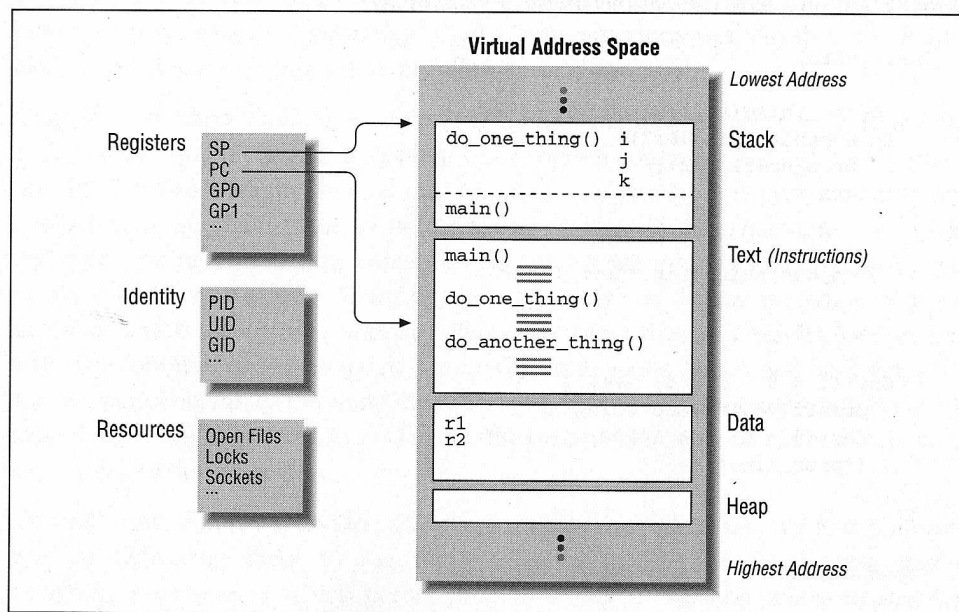 Virtual Address Space
Lowest Address
Registers
SP
PC
GP0
GP1
...
do_one_thing() i
j
k
main()
Stack
main()
do_one_thing()
do_another_thing()
Text (Instructions)
Identity
PID
UID
GID
...
Resources
Open Files
Locks
Sockets
...
r1
r2
Data
Heap
Highest Address